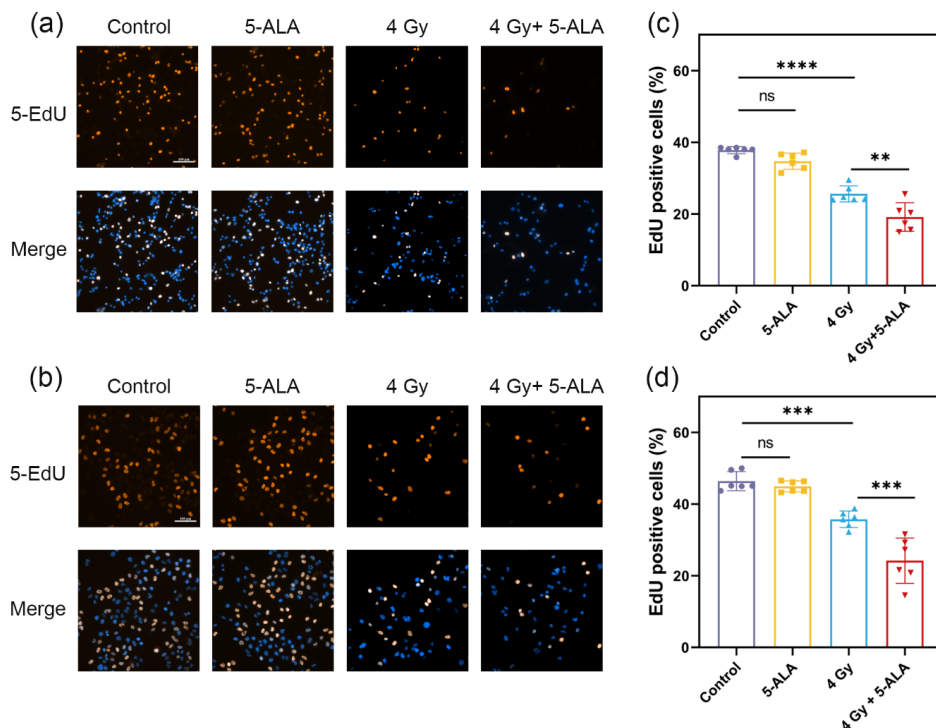 (a)
Control 5-ALA 4 Gy 4 Gy+ 5-ALA
5-EdU
Merge
(b)
Control 5-ALA 4 Gy 4 Gy+ 5-ALA
5-EdU
Merge
(c)
EdU positive cells (%)
60
40
20
0
****
ns
**
Control
5-ALA
4 Gy
4 Gy+5-ALA
(d)
EdU positive cells (%)
60
40
20
0
***
ns
***
Control
5-ALA
4 Gy
4 Gy + 5-ALA